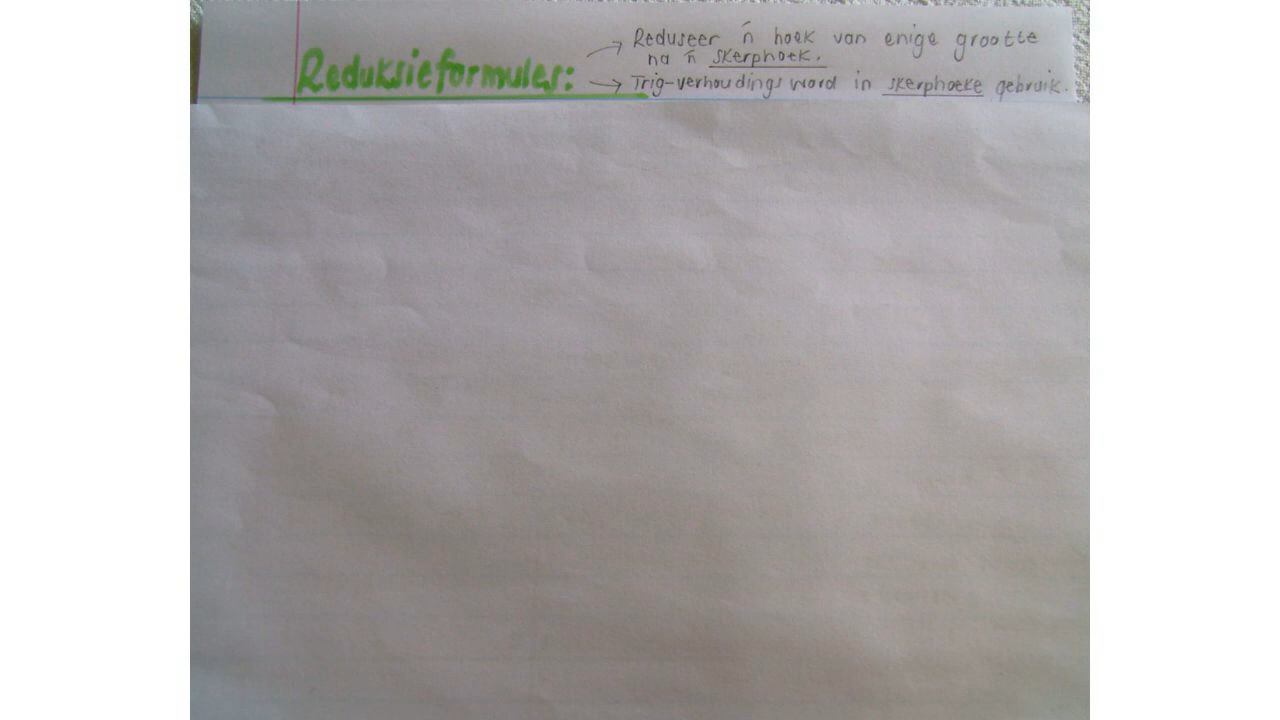 Reduksieformules:
→ Reduseer ń hoek van enige grootte
na ń skerphoek.
→ Trig-verhoudings word in skerphoeke gebruik.